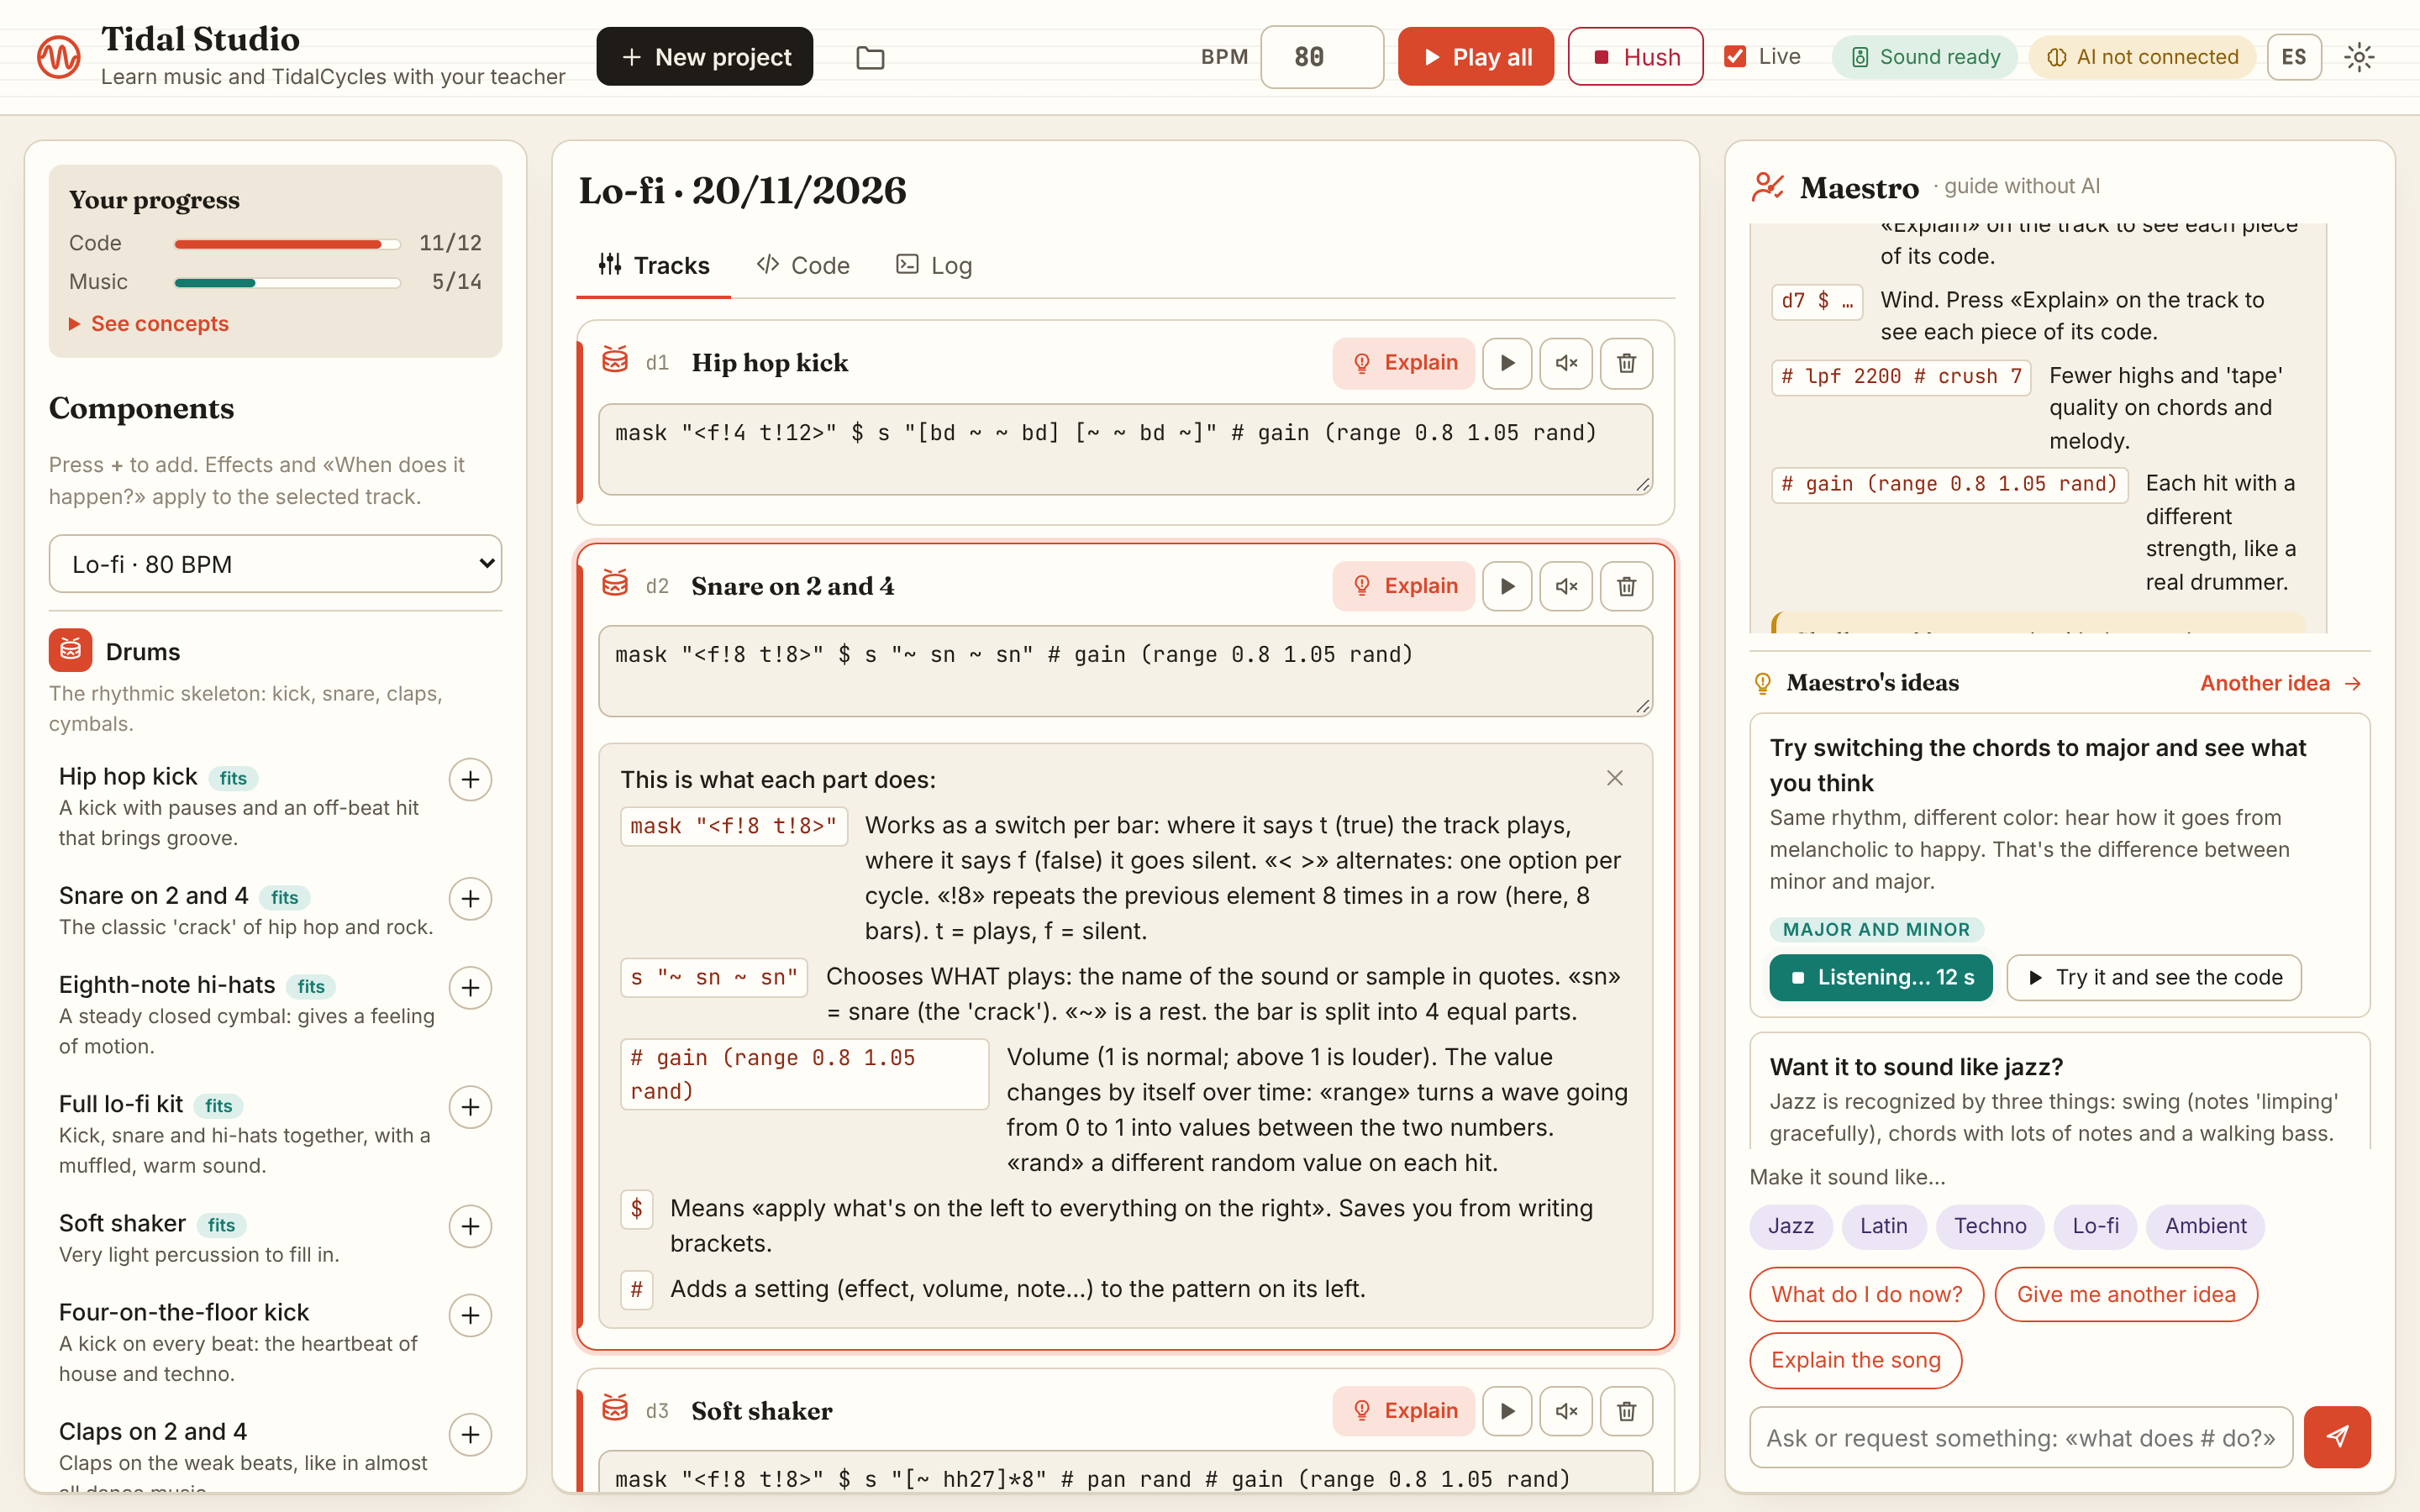 Tidal Studio
Learn music and TidalCycles with your teacher
New project
BPM
80
Play all
Hush
Live
Sound ready
AI not connected
ES
Your progress
Code 11/12
Music 5/14
See concepts
Components
Press + to add. Effects and «When does it
happen?» apply to the selected track.
Lo-fi · 80 BPM
Drums
The rhythmic skeleton: kick, snare, claps,
cymbals.
Hip hop kick fits
A kick with pauses and an off-beat hit
that brings groove.
Snare on 2 and 4 fits
The classic 'crack' of hip hop and rock.
Eighth-note hi-hats fits
A steady closed cymbal: gives a feeling
of motion.
Full lo-fi kit fits
Kick, snare and hi-hats together, with a
muffled, warm sound.
Soft shaker fits
Very light percussion to fill in.
Four-on-the-floor kick
A kick on every beat: the heartbeat of
house and techno.
Claps on 2 and 4
Claps on the weak beats, like in almost
all dance music.
Lo-fi · 20/11/2026
Tracks
Code
Log
d1 Hip hop kick
Explain
mask "<f!4 t!12>" $ s "[bd ~ ~ bd] [~ ~ bd ~]" # gain (range 0.8 1.05 rand)
d2 Snare on 2 and 4
Explain
mask "<f!8 t!8>" $ s "~ sn ~ sn" # gain (range 0.8 1.05 rand)
This is what each part does:
mask "<f!8 t!8>" Works as a switch per bar: where it says t (true) the track plays,
where it says f (false) it goes silent. «< >» alternates: one option per
cycle. «!8» repeats the previous element 8 times in a row (here, 8
bars). t = plays, f = silent.
s "~ sn ~ sn" Chooses WHAT plays: the name of the sound or sample in quotes. «sn»
= snare (the 'crack'). «~» is a rest. the bar is split into 4 equal parts.
# gain (range 0.8 1.05
rand)
Volume (1 is normal; above 1 is louder). The value
changes by itself over time: «range» turns a wave going
from 0 to 1 into values between the two numbers.
«rand» a different random value on each hit.
$ Means «apply what's on the left to everything on the right». Saves you from writing
brackets.
# Adds a setting (effect, volume, note…) to the pattern on its left.
d3 Soft shaker
Explain
mask "<f!8 t!8>" $ s "[~ hh27]*8" # pan rand # gain (range 0.8 1.05 rand)
Maestro · guide without AI
«Explain» on the track to see each piece
of its code.
d7 $ … Wind. Press «Explain» on the track to
see each piece of its code.
# lpf 2200 # crush 7 Fewer highs and 'tape'
quality on chords and
melody.
# gain (range 0.8 1.05 rand) Each hit with a
different
strength, like a
real drummer.
Maestro's ideas
Another idea →
Try switching the chords to major and see what
you think
Same rhythm, different color: hear how it goes from
melancholic to happy. That's the difference between
minor and major.
MAJOR AND MINOR
Listening… 12 s
Try it and see the code
Want it to sound like jazz?
Jazz is recognized by three things: swing (notes 'limping'
gracefully), chords with lots of notes and a walking bass.
Make it sound like…
Jazz
Latin
Techno
Lo-fi
Ambient
What do I do now?
Give me another idea
Explain the song
Ask or request something: «what does # do?»